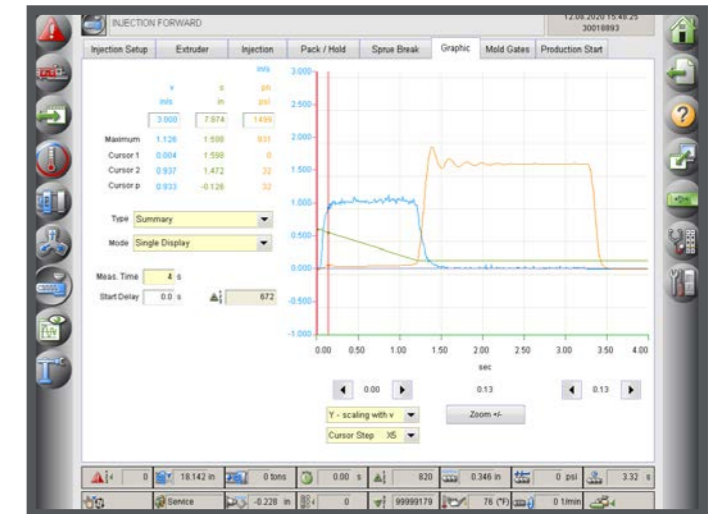 INJECTION FORWARD
12.08.2020 15:48:25
30018893
Injection Setup Extruder Injection Pack / Hold Sprue Break Graphic Mold Gates Production Start
in/s
v s ph
in/s in psi
3.000 7.874 1499
Maximum 1.126 1.598 931
Cursor 1 0.004 1.598 0
Cursor 2 0.937 1.472 32
Cursor p 0.933 -0.126 32
Type Summary
Mode Single Display
Meas. Time 4 s
Start Delay 0.0 s 672
3.000
2.500
2.000
1.500
1.000
0.500
0.000
-0.500
-1.000
0.00 0.50 1.00 1.50 2.00 2.50 3.00 3.50 4.00
sec
0.00 0.13 0.13
Y - scaling with v Zoom +/-
Cursor Step X5
0 18.142 in 0 tons 0.00 s 820 0.346 in 0 psi 3.32 s
Service -0.228 in 0 99999179 76 (°F) 0 1/min